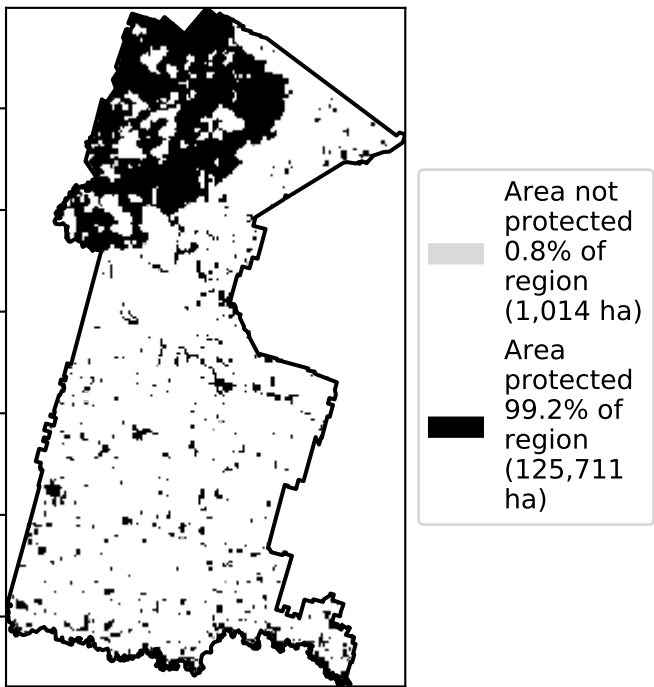 Area not
protected
0.8% of
region
(1,014 ha)
Area
protected
99.2% of
region
(125,711
ha)